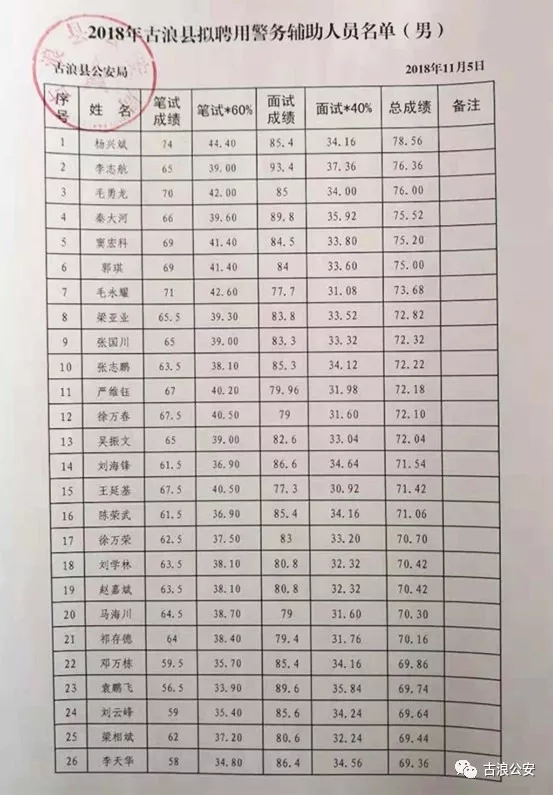 2018年古浪县拟聘用警务辅助人员名单（男）
古浪县公安局 2018年11月5日
序号 姓 名 笔试成绩 笔试*60% 面试成绩 面试*40% 总成绩 备注
1 杨兴斌 74 44.40 85.4 34.16 78.56
2 李志航 65 39.00 93.4 37.36 76.36
3 毛勇龙 70 42.00 85 34.00 76.00
4 秦大河 66 39.60 89.8 35.92 75.52
5 窦宏科 69 41.40 84.5 33.80 75.20
6 郭琪 69 41.40 84 33.60 75.00
7 毛永耀 71 42.60 77.7 31.08 73.68
8 梁亚业 65.5 39.30 83.8 33.52 72.82
9 张国川 65 39.00 83.3 33.32 72.32
10 张志鹏 63.5 38.10 85.3 34.12 72.22
11 严维钰 67 40.20 79.96 31.98 72.18
12 徐万春 67.5 40.50 79 31.60 72.10
13 吴振文 65 39.00 82.6 33.04 72.04
14 刘海锋 61.5 36.90 86.6 34.64 71.54
15 王延基 67.5 40.50 77.3 30.92 71.42
16 陈荣武 61.5 36.90 85.4 34.16 71.06
17 徐万荣 62.5 37.50 83 33.20 70.70
18 刘学林 63.5 38.10 80.8 32.32 70.42
19 赵嘉斌 63.5 38.10 80.8 32.32 70.42
20 马海川 64.5 38.70 79 31.60 70.30
21 祁存德 64 38.40 79.4 31.76 70.16
22 邓万栋 59.5 35.70 85.4 34.16 69.86
23 袁鹏飞 56.5 33.90 89.6 35.84 69.74
24 刘云峰 59 35.40 85.6 34.24 69.64
25 梁相斌 62 37.20 80.6 32.24 69.44
26 李天华 58 34.80 86.4 34.56 69.36
古浪公安